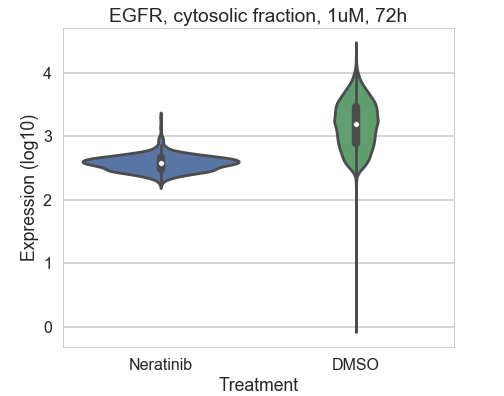 EGFR, cytosolic fraction, 1uM, 72h
Expression (log10)
4
3
2
1
0
Neratinib
DMSO
Treatment